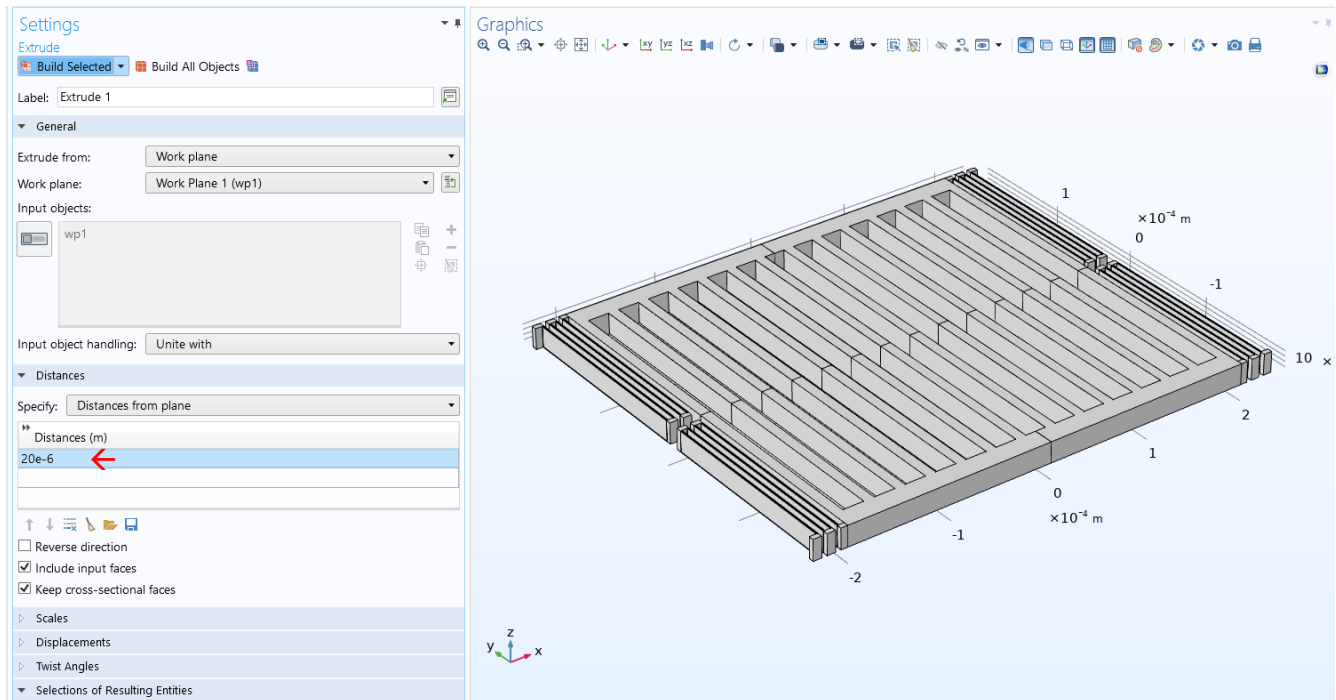 Settings
Extrude
Build Selected
Build All Objects
Label:
Extrude 1
General
Extrude from:
Work plane
Work plane:
Work Plane 1 (wp1)
Input objects:
wp1
Input object handling:
Unite with
Distances
Specify:
Distances from plane
Distances (m)
20e-6
Reverse direction
Include input faces
Keep cross-sectional faces
Scales
Displacements
Twist Angles
Selections of Resulting Entities
Graphics
xy yz xz
1
×10⁻⁴ m
0
-1
10 ×
2
1
0
×10⁻⁴ m
-1
-2
z
y
x